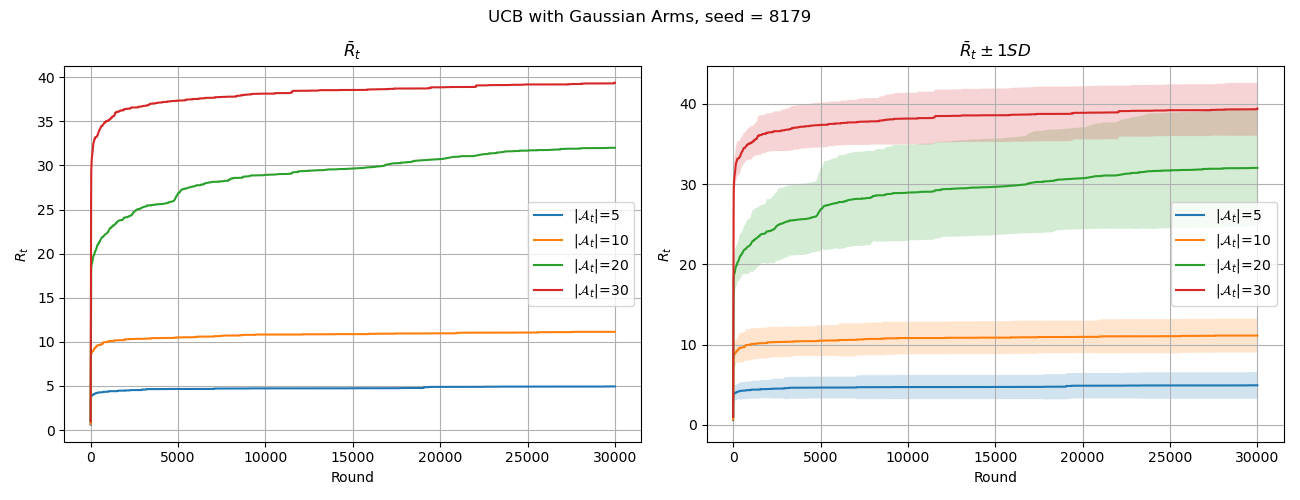 UCB with Gaussian Arms, seed = 8179
R̄ₜ
40
35
30
25
20
15
10
5
0
Rₜ
0 5000 10000 15000 20000 25000 30000
Round
|𝒜ₜ|=5
|𝒜ₜ|=10
|𝒜ₜ|=20
|𝒜ₜ|=30
R̄ₜ ± 1SD
40
30
20
10
0
Rₜ
0 5000 10000 15000 20000 25000 30000
Round
|𝒜ₜ|=5
|𝒜ₜ|=10
|𝒜ₜ|=20
|𝒜ₜ|=30